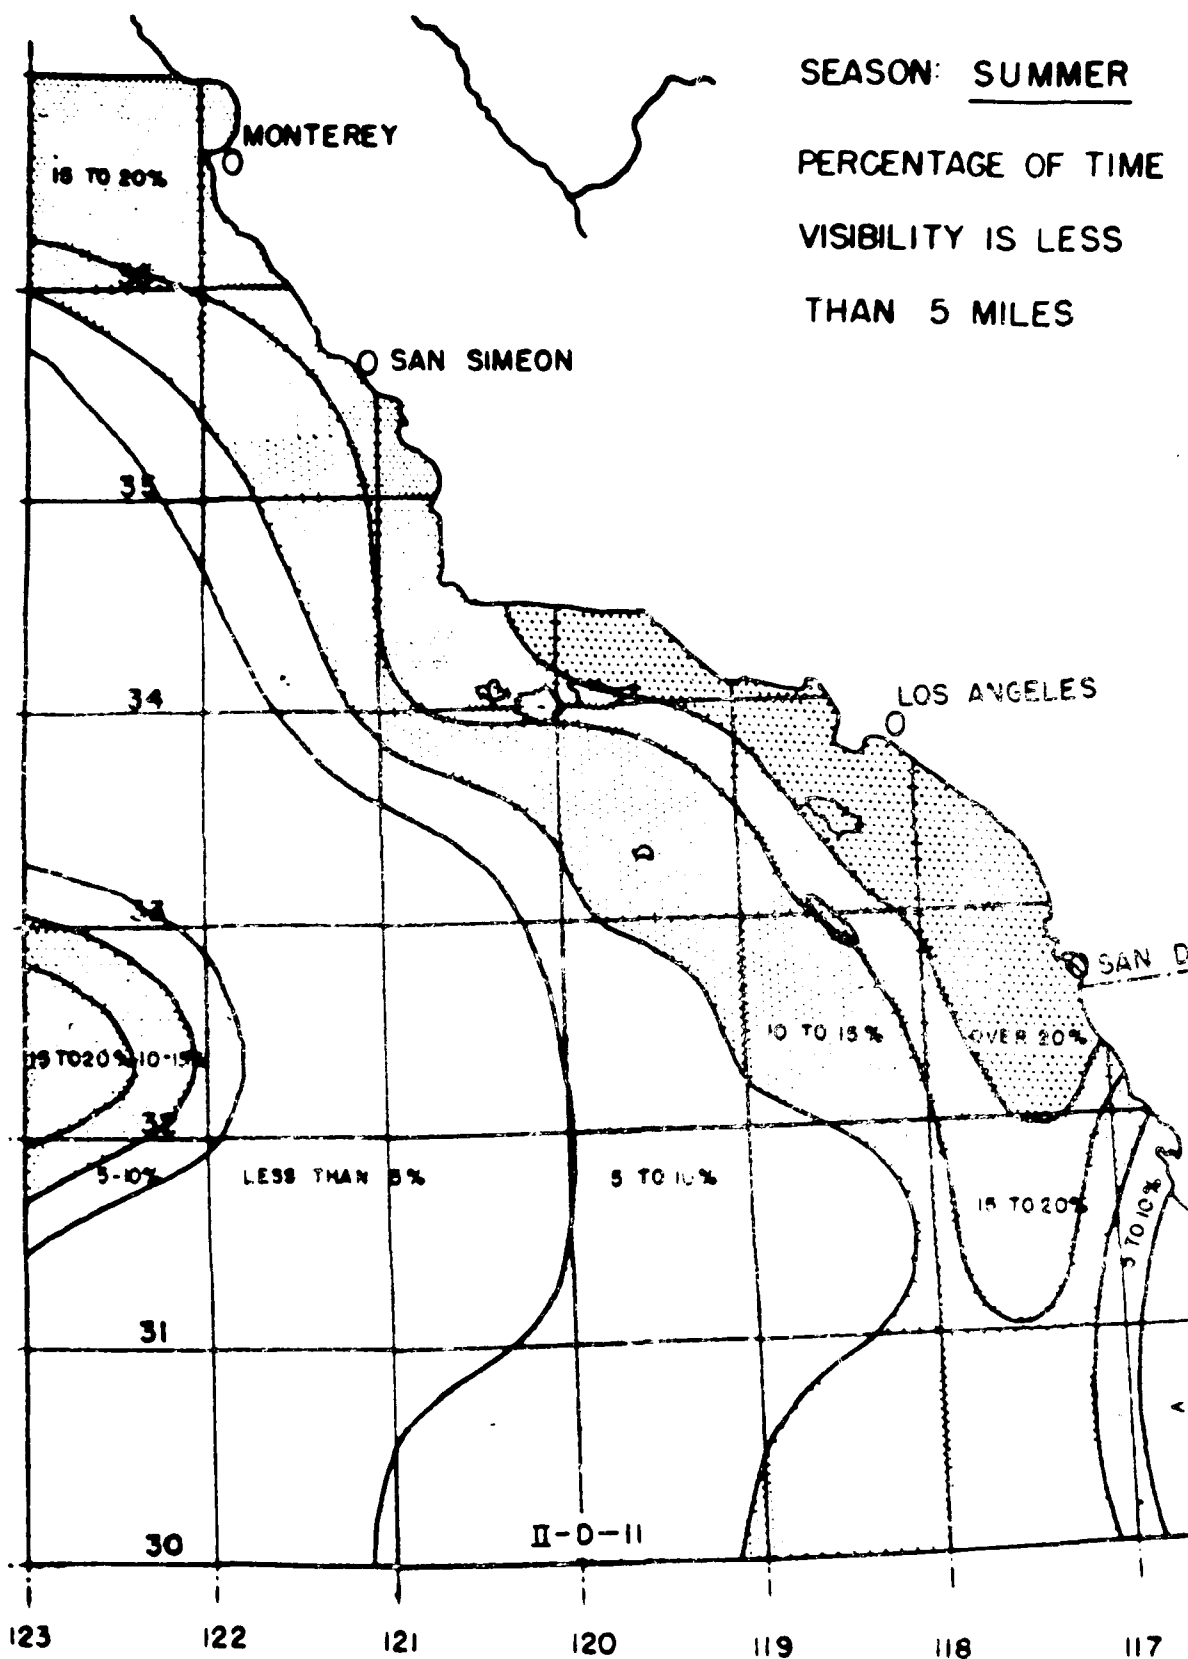 SEASON: SUMMER
PERCENTAGE OF TIME
VISIBILITY IS LESS
THAN 5 MILES
MONTEREY
15 TO 20%
36
SAN SIMEON
35
34
LOS ANGELES
33
SAN D
10 TO 15%
OVER 20%
15 TO 20%
10-15%
32
5-10%
LESS THAN 5%
5 TO 10%
15 TO 20%
5 TO 10%
31
A
30
II-D-11
123
122
121
120
119
118
117